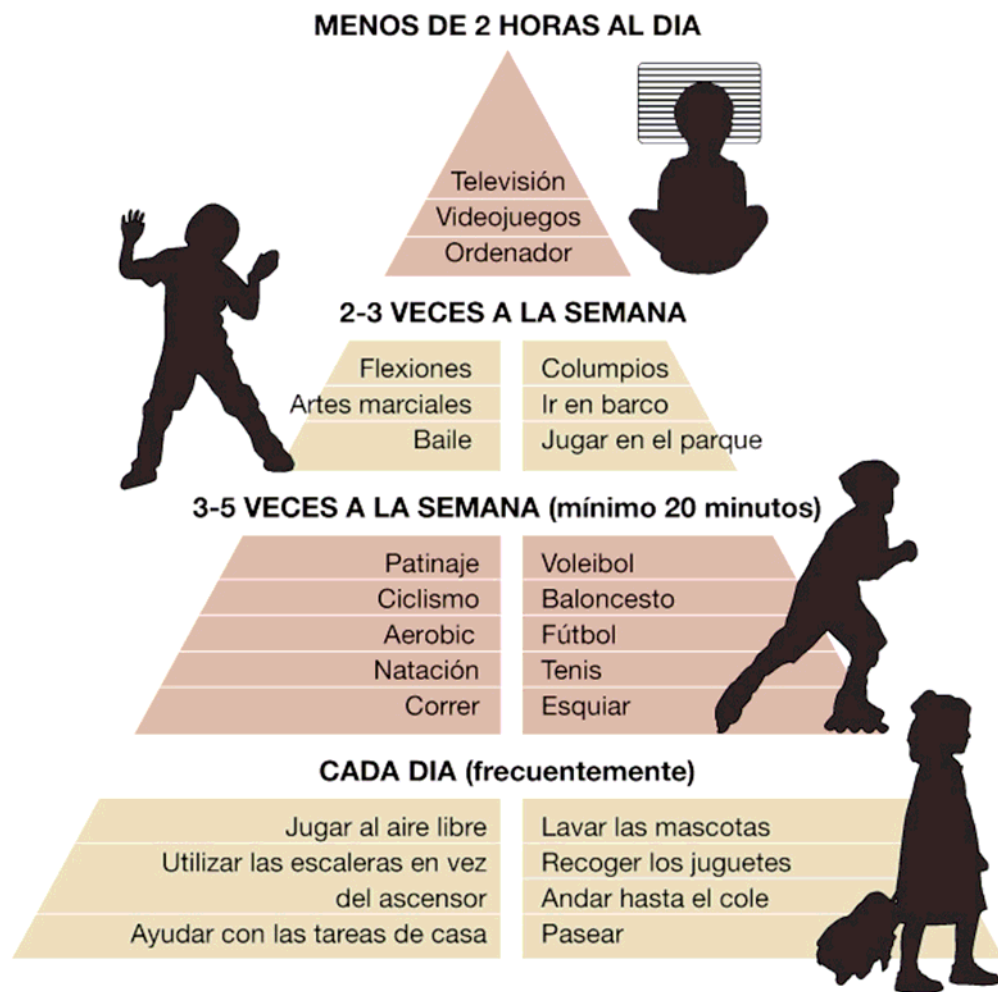 MENOS DE 2 HORAS AL DIA
Televisión
Videojuegos
Ordenador
2-3 VECES A LA SEMANA
Flexiones
Artes marciales
Baile
Columpios
Ir en barco
Jugar en el parque
3-5 VECES A LA SEMANA (mínimo 20 minutos)
Patinaje
Ciclismo
Aerobic
Natación
Correr
Voleibol
Baloncesto
Fútbol
Tenis
Esquiar
CADA DIA (frecuentemente)
Jugar al aire libre
Utilizar las escaleras en vez
del ascensor
Ayudar con las tareas de casa
Lavar las mascotas
Recoger los juguetes
Andar hasta el cole
Pasear